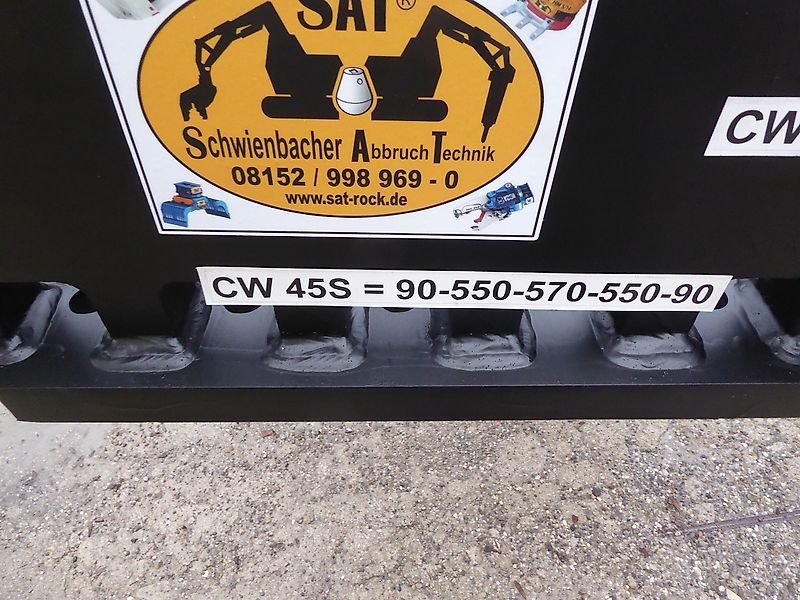 SAT®
Schwienbacher Abbruch Technik
08152 / 998 969 - 0
www.sat-rock.de
CW
CW 45S = 90-550-570-550-90